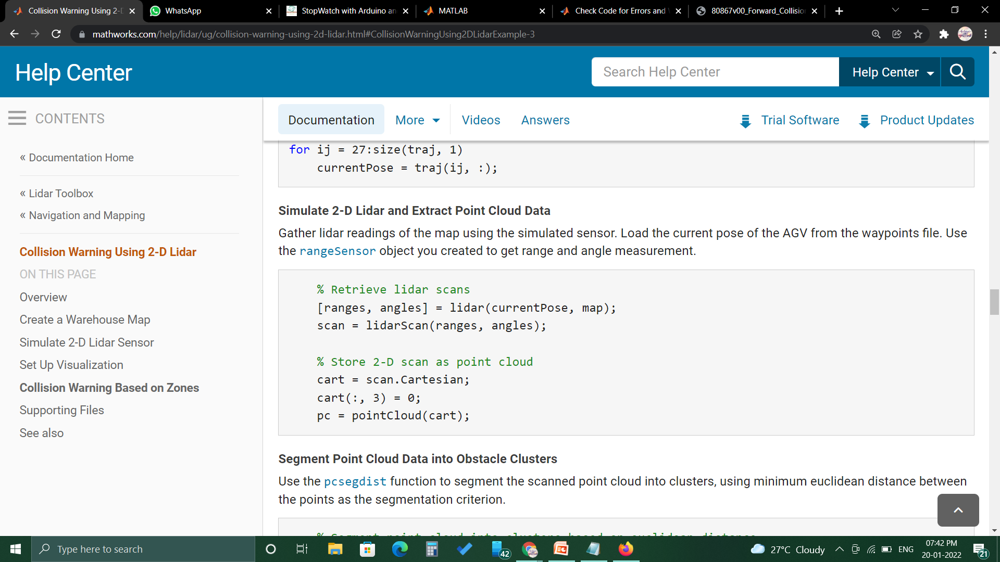 Collision Warning Using 2-D
WhatsApp
StopWatch with Arduino an
MATLAB
Check Code for Errors and
80867v00_Forward_Collisio
mathworks.com/help/lidar/ug/collision-warning-using-2d-lidar.html#CollisionWarningUsing2DLidarExample-3
Help Center
Search Help Center
Help Center
CONTENTS
Documentation
More
Videos
Answers
Trial Software
Product Updates
« Documentation Home
« Lidar Toolbox
« Navigation and Mapping
Collision Warning Using 2-D Lidar
ON THIS PAGE
Overview
Create a Warehouse Map
Simulate 2-D Lidar Sensor
Set Up Visualization
Collision Warning Based on Zones
Supporting Files
See also
for ij = 27:size(traj, 1)
currentPose = traj(ij, :);
Simulate 2-D Lidar and Extract Point Cloud Data
Gather lidar readings of the map using the simulated sensor. Load the current pose of the AGV from the waypoints file. Use
the rangeSensor object you created to get range and angle measurement.
% Retrieve lidar scans
[ranges, angles] = lidar(currentPose, map);
scan = lidarScan(ranges, angles);
% Store 2-D scan as point cloud
cart = scan.Cartesian;
cart(:, 3) = 0;
pc = pointCloud(cart);
Segment Point Cloud Data into Obstacle Clusters
Use the pcsegdist function to segment the scanned point cloud into clusters, using minimum euclidean distance between
the points as the segmentation criterion.
% Segment point cloud into clusters based on euclidean distance
Type here to search
42
27°C Cloudy
ENG
07:42 PM
20-01-2022
21